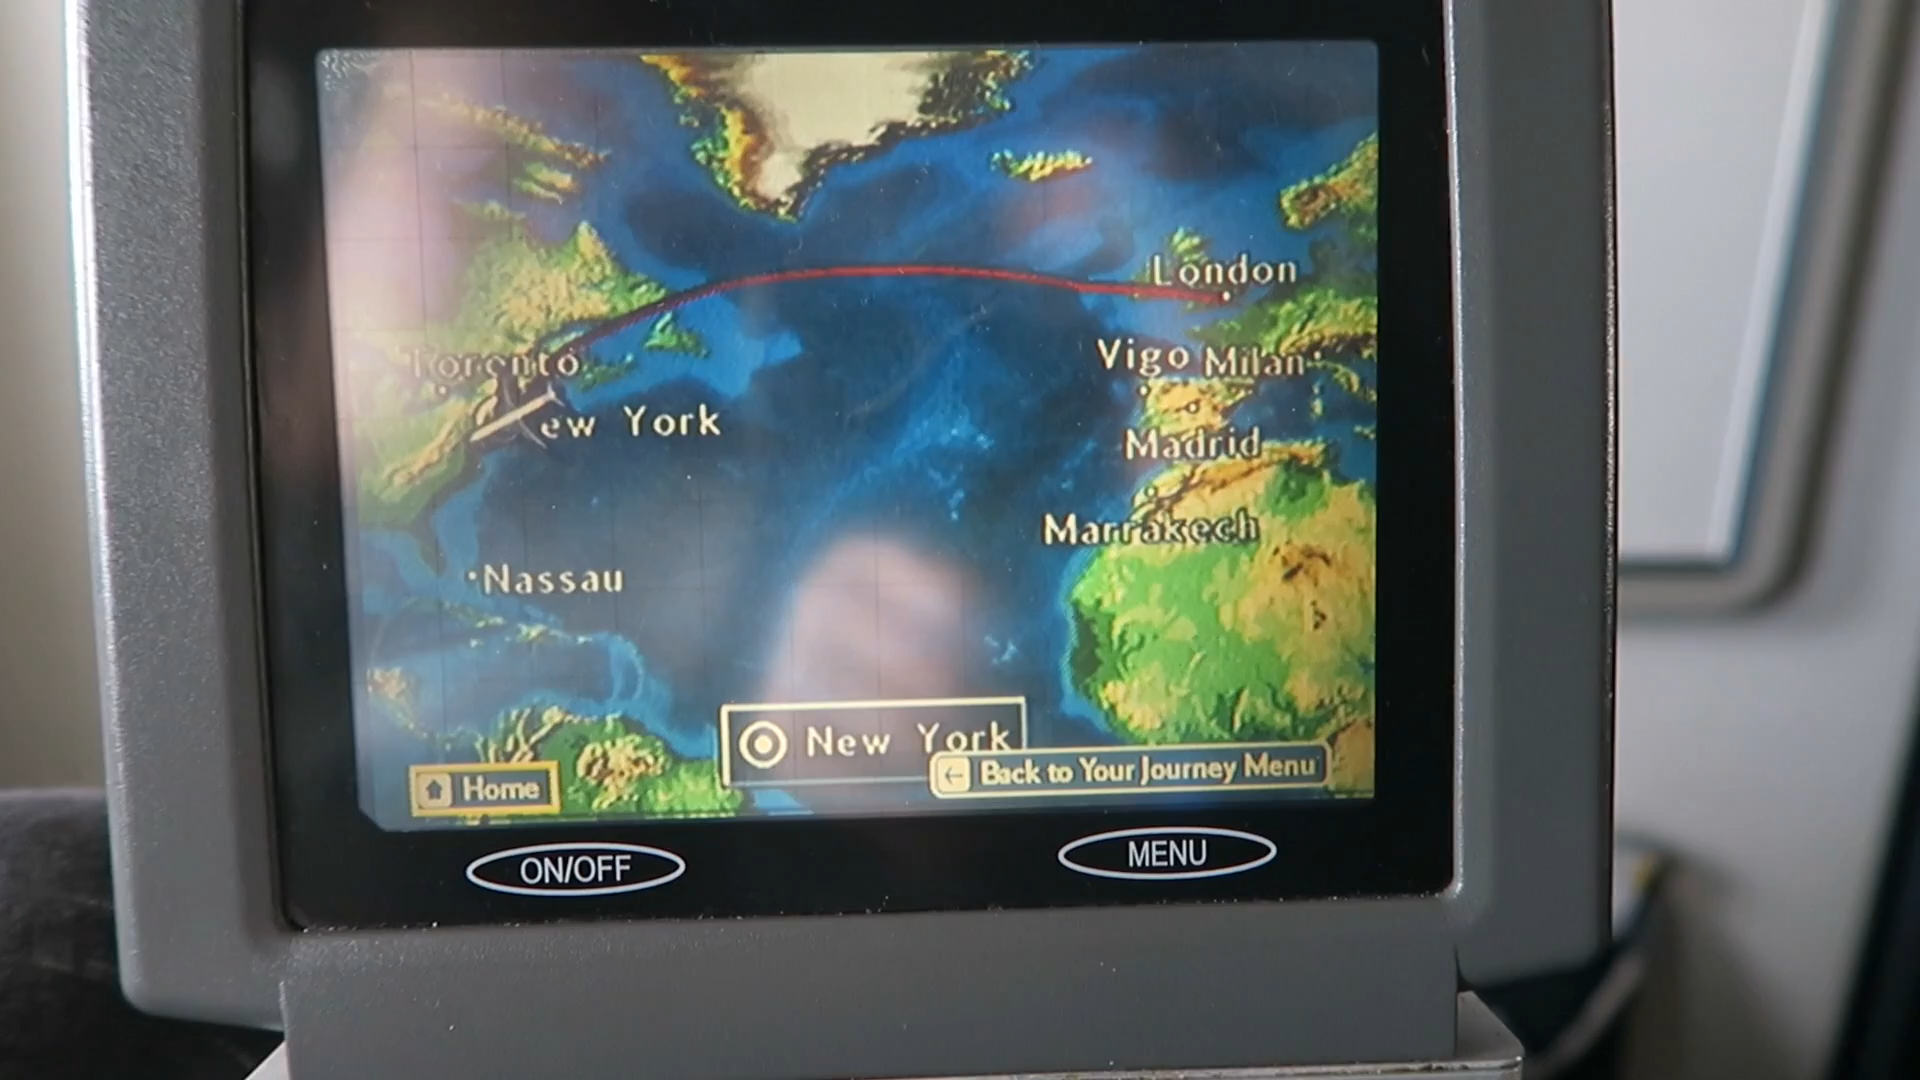 London
Toronto
Vigo
Milan
ew York
Madrid
Marrakech
Nassau
New York
Back to Your Journey Menu
Home
ON/OFF
MENU